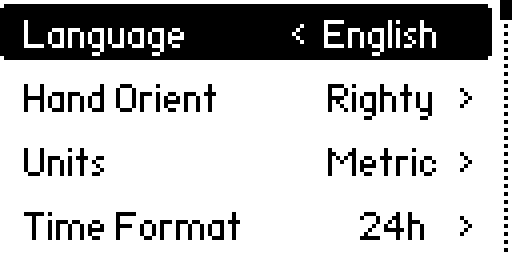 Language < English
Hand Orient Righty >
Units Metric >
Time Format 24h >